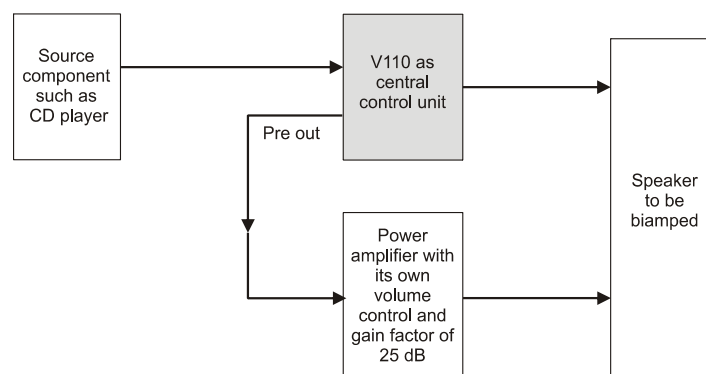 Source
component
such as
CD player
V110 as
central
control unit
Pre out
Speaker
to be
biamped
Power
amplifier with
its own
volume
control and
gain factor of
25 dB